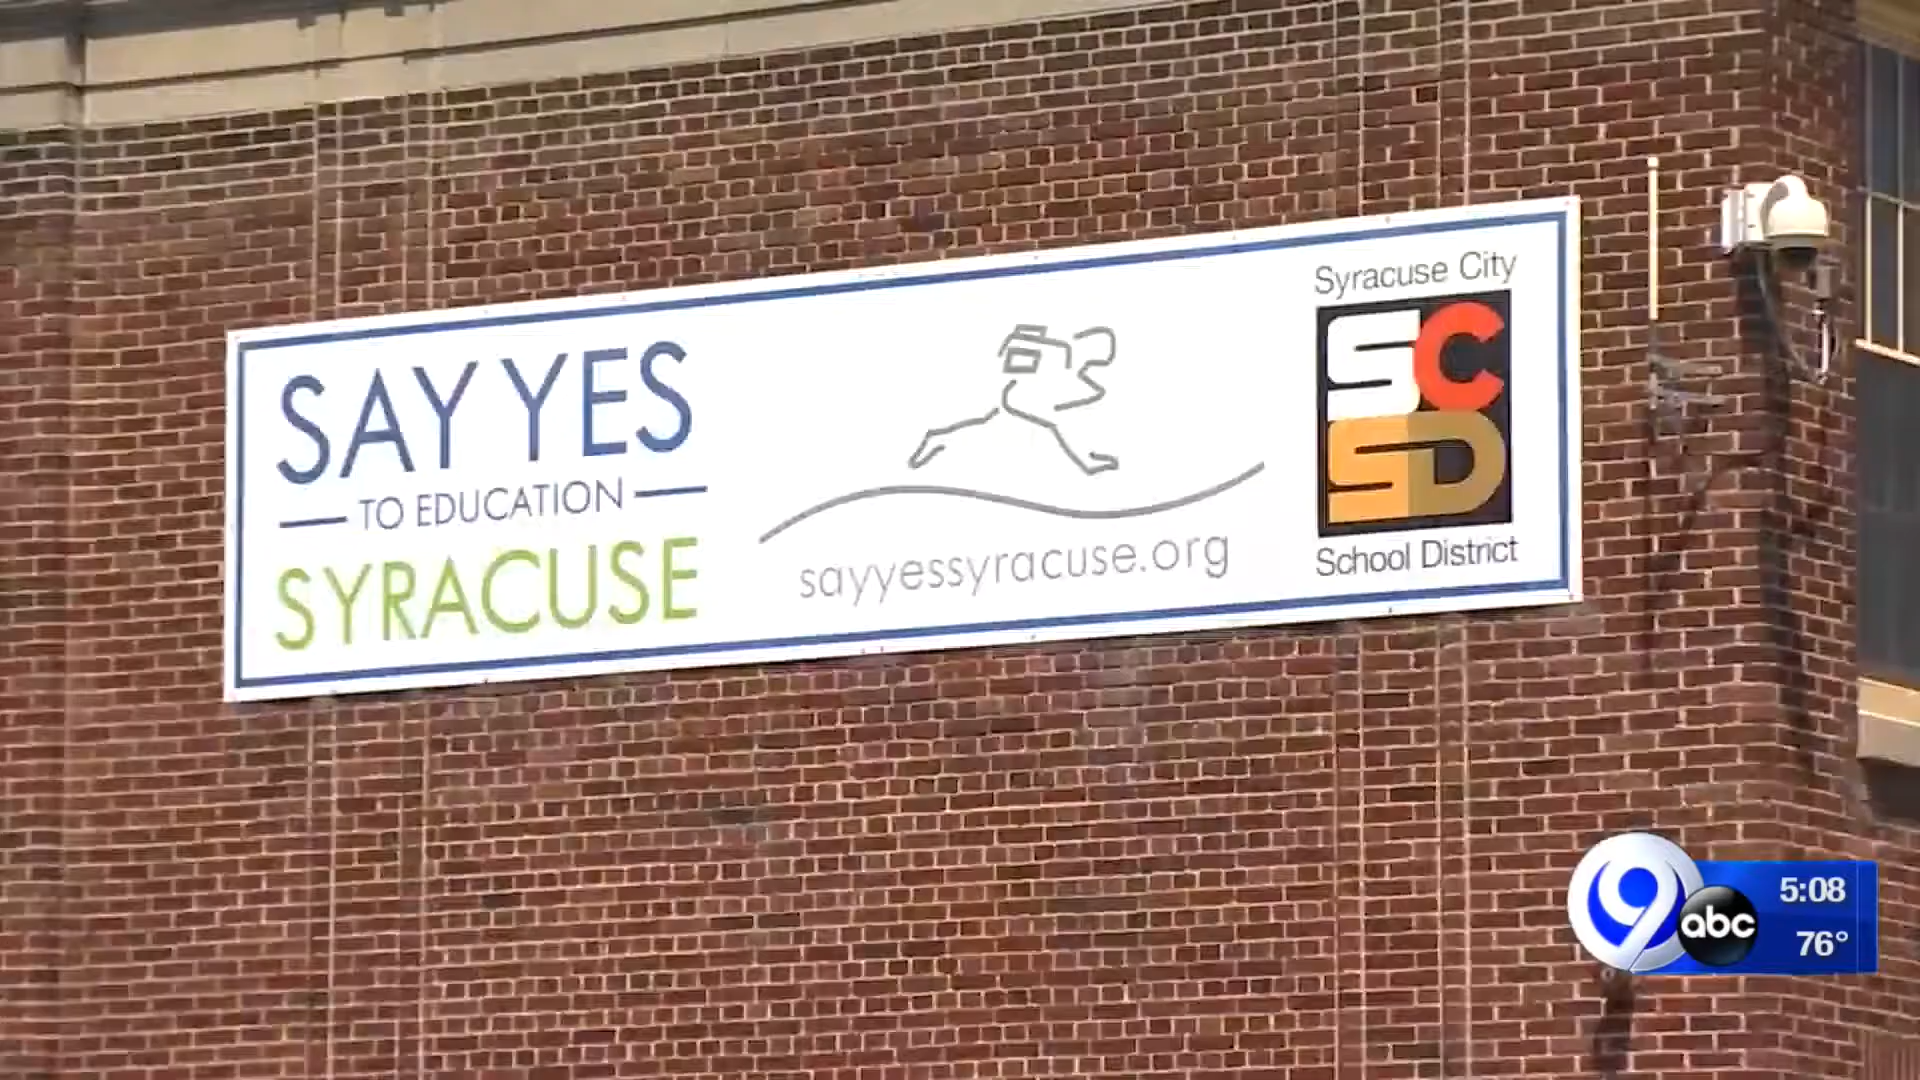 SAY YES
TO EDUCATION
SYRACUSE
sayyessyracuse.org
Syracuse City
SC
SD
School District
9
abc
5:08
76°